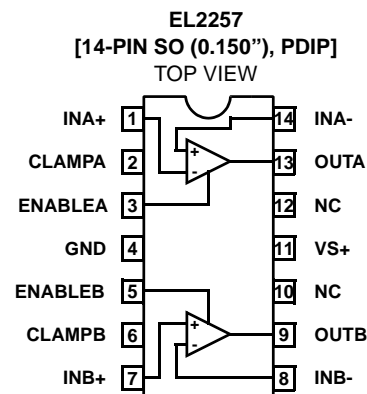 EL2257
[14-PIN SO (0.150”), PDIP]
TOP VIEW
INA+ 1 14 INA-
CLAMPA 2 + - 13 OUTA
ENABLEA 3 12 NC
GND 4 11 VS+
ENABLEB 5 10 NC
CLAMPB 6 + - 9 OUTB
INB+ 7 8 INB-